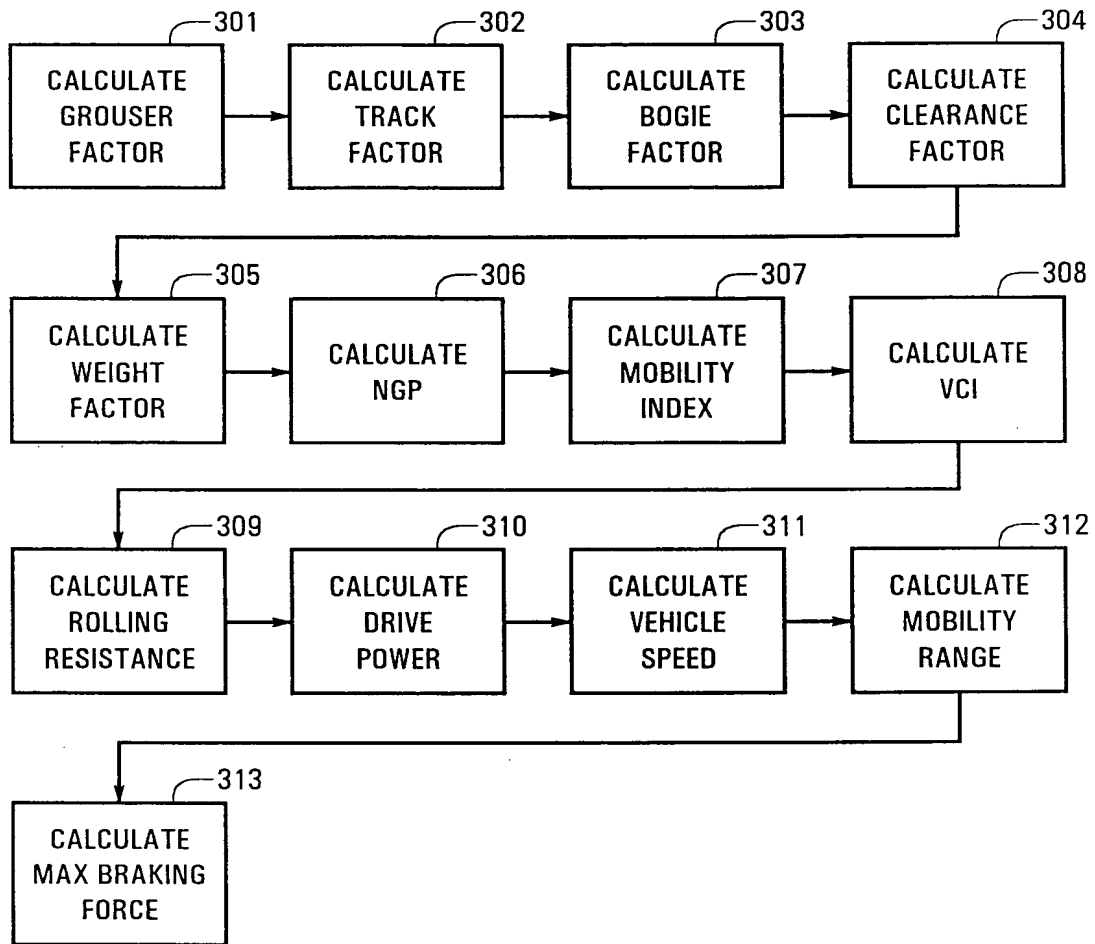 301
CALCULATE
GROUSER
FACTOR
302
CALCULATE
TRACK
FACTOR
303
CALCULATE
BOGIE
FACTOR
304
CALCULATE
CLEARANCE
FACTOR
305
CALCULATE
WEIGHT
FACTOR
306
CALCULATE
NGP
307
CALCULATE
MOBILITY
INDEX
308
CALCULATE
VCI
309
CALCULATE
ROLLING
RESISTANCE
310
CALCULATE
DRIVE
POWER
311
CALCULATE
VEHICLE
SPEED
312
CALCULATE
MOBILITY
RANGE
313
CALCULATE
MAX BRAKING
FORCE